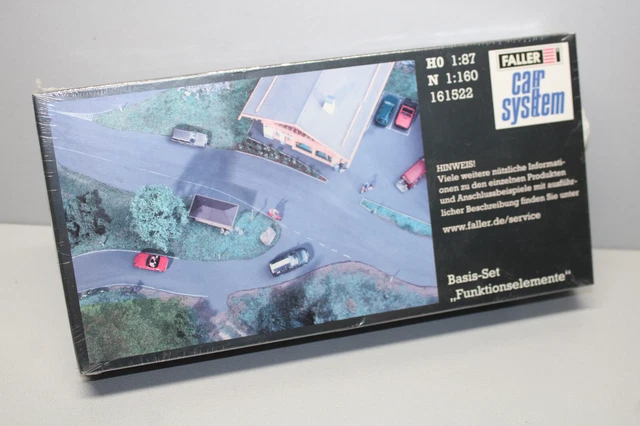 H0 1:87
N 1:160
161522
FALLER
car
system
HINWEIS!
Viele weitere nützliche Informati-
onen zu den einzelnen Produkten
und Anschlussbeispiele mit ausführ-
licher Beschreibung finden Sie unter
www.faller.de/service
Basis-Set
„Funktionselemente"